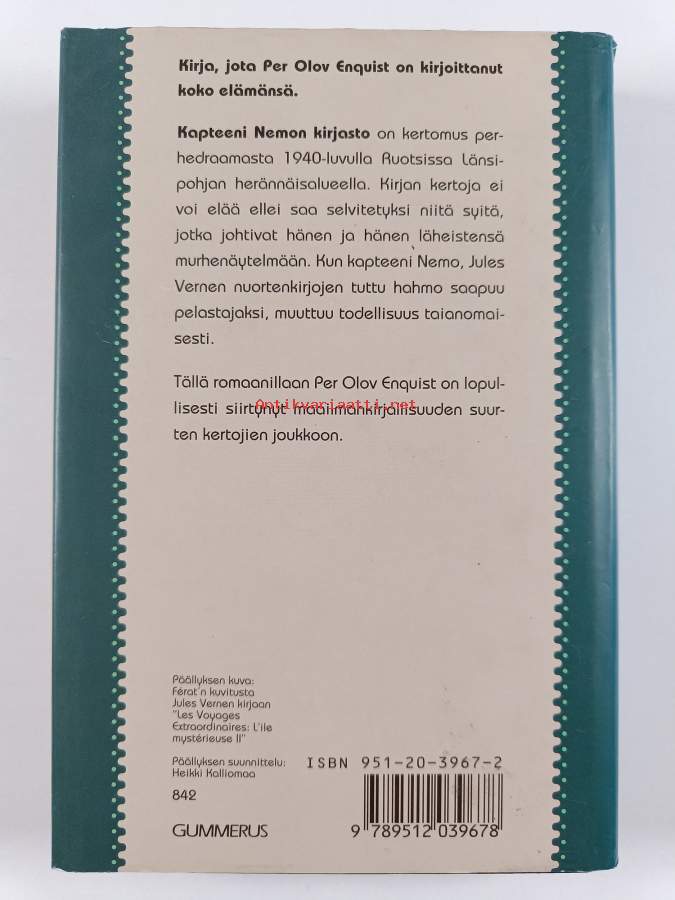 Kirja, jota Per Olov Enquist on kirjoittanut
koko elämänsä.
Kapteeni Nemon kirjasto on kertomus per-
hedraamasta 1940-luvulla Ruotsissa Länsi-
pohjan herännäisalueella. Kirjan kertoja ei
voi elää ellei saa selvitetyksi niitä syitä,
jotka johtivat hänen ja hänen läheistensä
murhenäytelmään. Kun kapteeni Nemo, Jules
Vernen nuortenkirjojen tuttu hahmo saapuu
pelastajaksi, muuttuu todellisuus taianomai-
sesti.
Tällä romaanillaan Per Olov Enquist on lopul-
Antikvariaatti.net
lisesti siirtynyt maailmankirjallisuuden suur-
ten kertojien joukkoon.
Päällyksen kuva:
Férat'n kuvitusta
Jules Vernen kirjaan
"Les Voyages
Extraordinaires: L'ile
mystérieuse II"
Päällyksen suunnittelu:
Heikki Kalliomaa
842
GUMMERUS
ISBN 951-20-3967-2
9 789512 039678